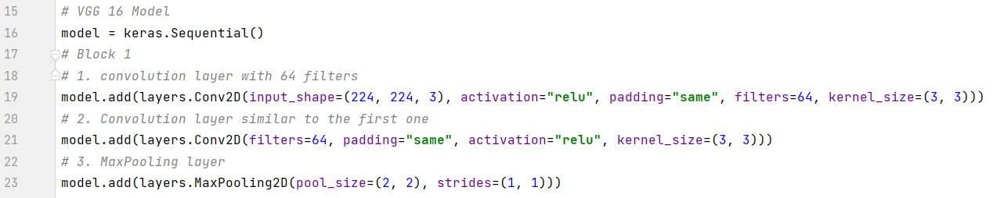 15 # VGG 16 Model
16 model = keras.Sequential()
17 # Block 1
18 # 1. convolution layer with 64 filters
19 model.add(layers.Conv2D(input_shape=(224, 224, 3), activation="relu", padding="same", filters=64, kernel_size=(3, 3)))
20 # 2. Convolution layer similar to the first one
21 model.add(layers.Conv2D(filters=64, padding="same", activation="relu", kernel_size=(3, 3)))
22 # 3. MaxPooling layer
23 model.add(layers.MaxPooling2D(pool_size=(2, 2), strides=(1, 1)))